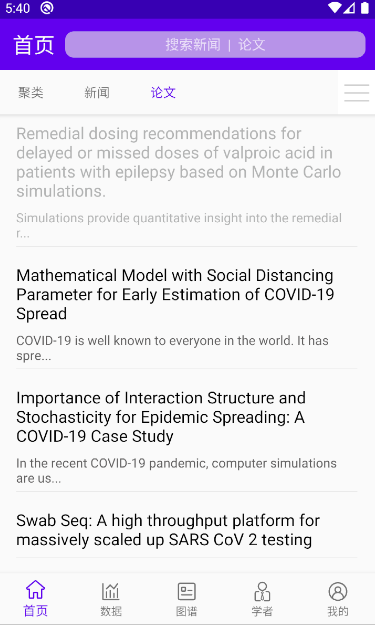 5:40
首页
搜索新闻 | 论文
聚类 新闻 论文
Remedial dosing recommendations for
delayed or missed doses of valproic acid in
patients with epilepsy based on Monte Carlo
simulations.
Simulations provide quantitative insight into the remedial
r...
Mathematical Model with Social Distancing
Parameter for Early Estimation of COVID-19
Spread
COVID-19 is well known to everyone in the world. It has
spre...
Importance of Interaction Structure and
Stochasticity for Epidemic Spreading: A
COVID-19 Case Study
In the recent COVID-19 pandemic, computer simulations
are us...
Swab Seq: A high throughput platform for
massively scaled up SARS CoV 2 testing
首页 数据 图谱 学者 我的